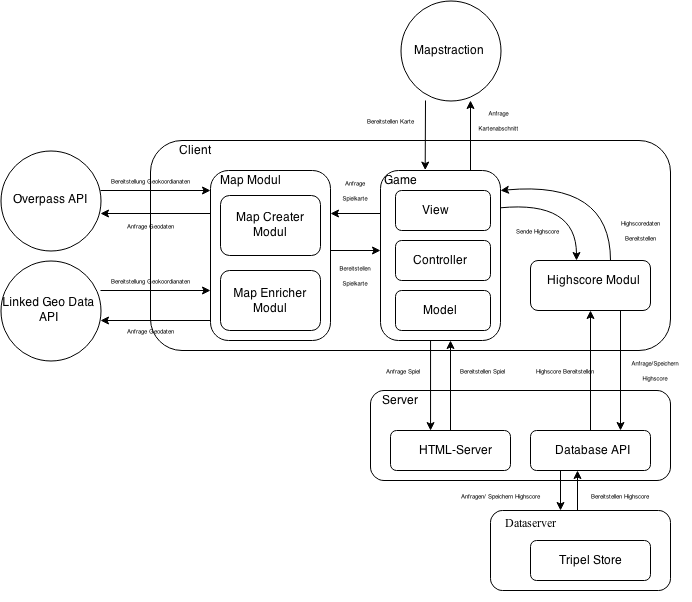 Mapstraction
Bereitstellen Karte
Anfrage
Kartenabschnitt
Client
Overpass API
Bereitstellung Geokoordianaten
Anfrage Geodaten
Linked Geo Data
API
Bereitstellung Geokoordianaten
Anfrage Geodaten
Map Modul
Map Creater
Modul
Map Enricher
Modul
Anfrage
Spielkarte
Bereitstellen
Spielkarte
Game
View
Controller
Model
Sende Highscore
Highscoredaten
Bereitstellen
Highscore Modul
Anfrage Spiel
Bereitstellen Spiel
Highscore Bereitstellen
Anfrage/Speichern
Highscore
Server
HTML-Server
Database API
Anfragen/ Speichern Highscore
Bereitstellen Highscore
Dataserver
Tripel Store